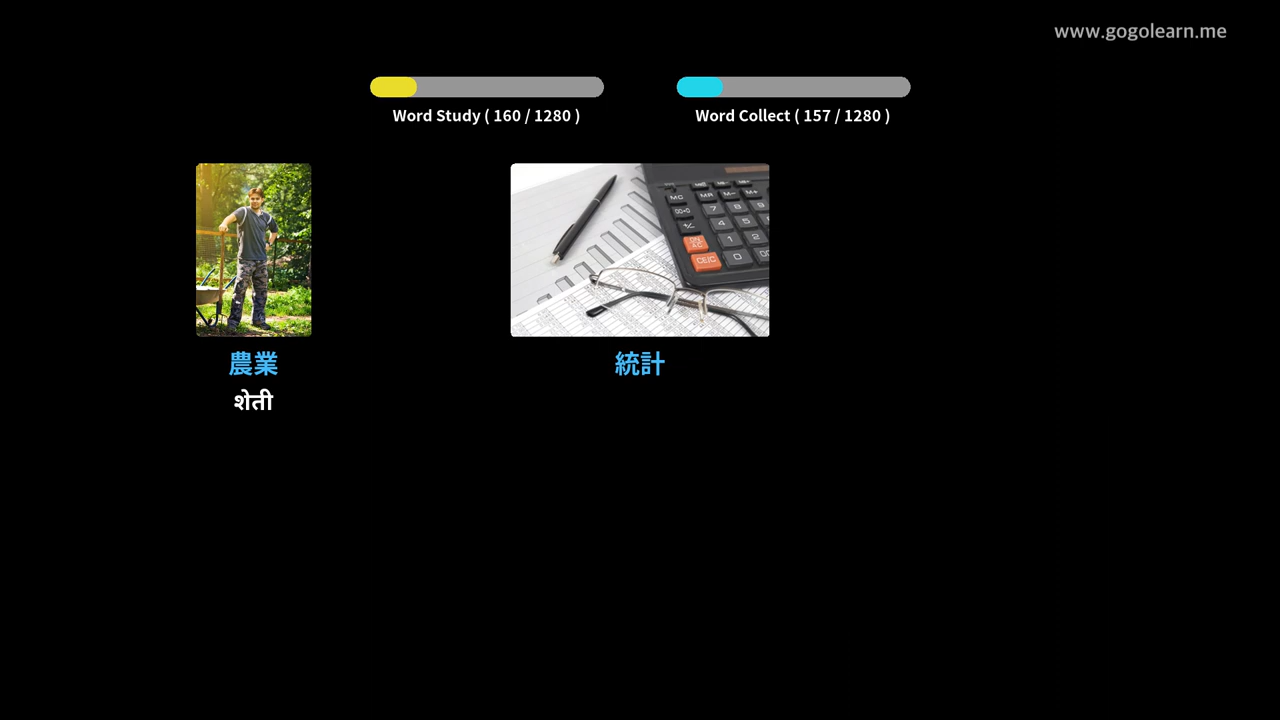 www.gogolearn.me
Word Study ( 160 / 1280 )
Word Collect ( 157 / 1280 )
農業
शेती
統計